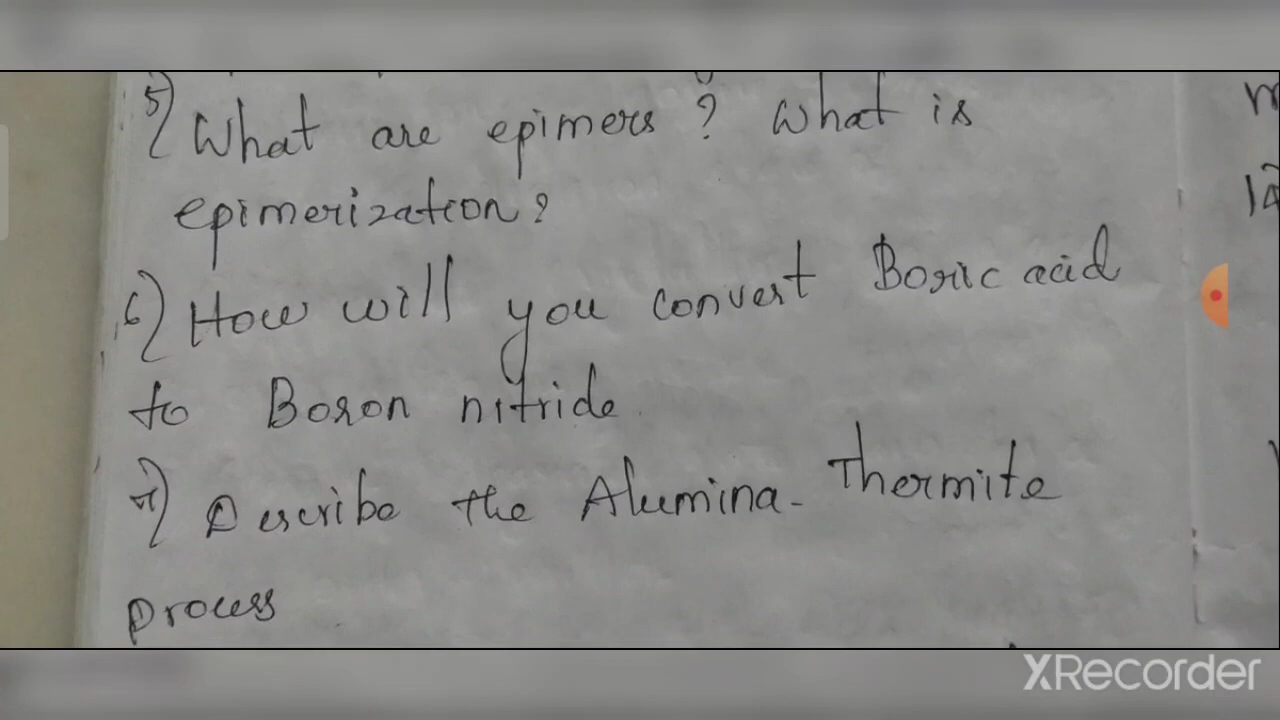 5) What are epimers ? What is
epimerization?
6) How will you convert Boric acid
to Boron nitride.
7) Describe the Alumina- Thermite
process
XRecorder